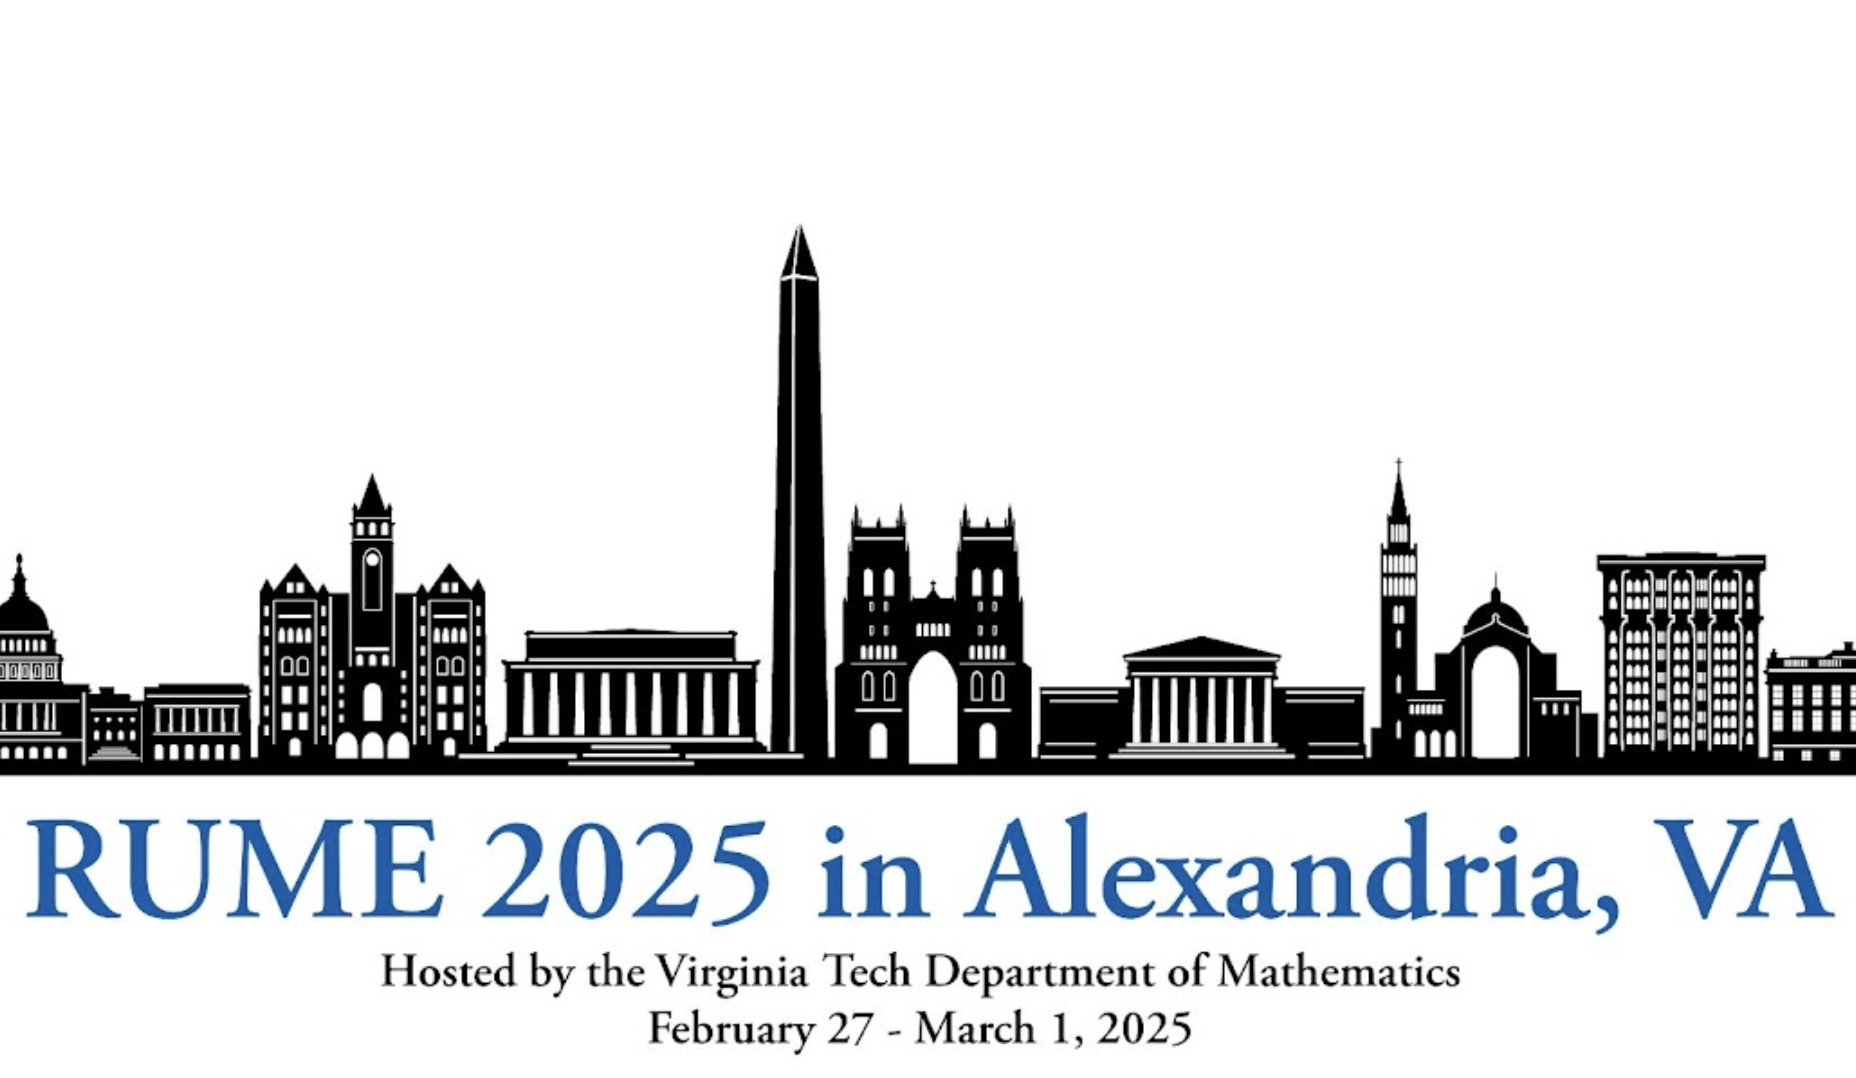 RUME 2025 in Alexandria, VA
Hosted by the Virginia Tech Department of Mathematics
February 27 - March 1, 2025